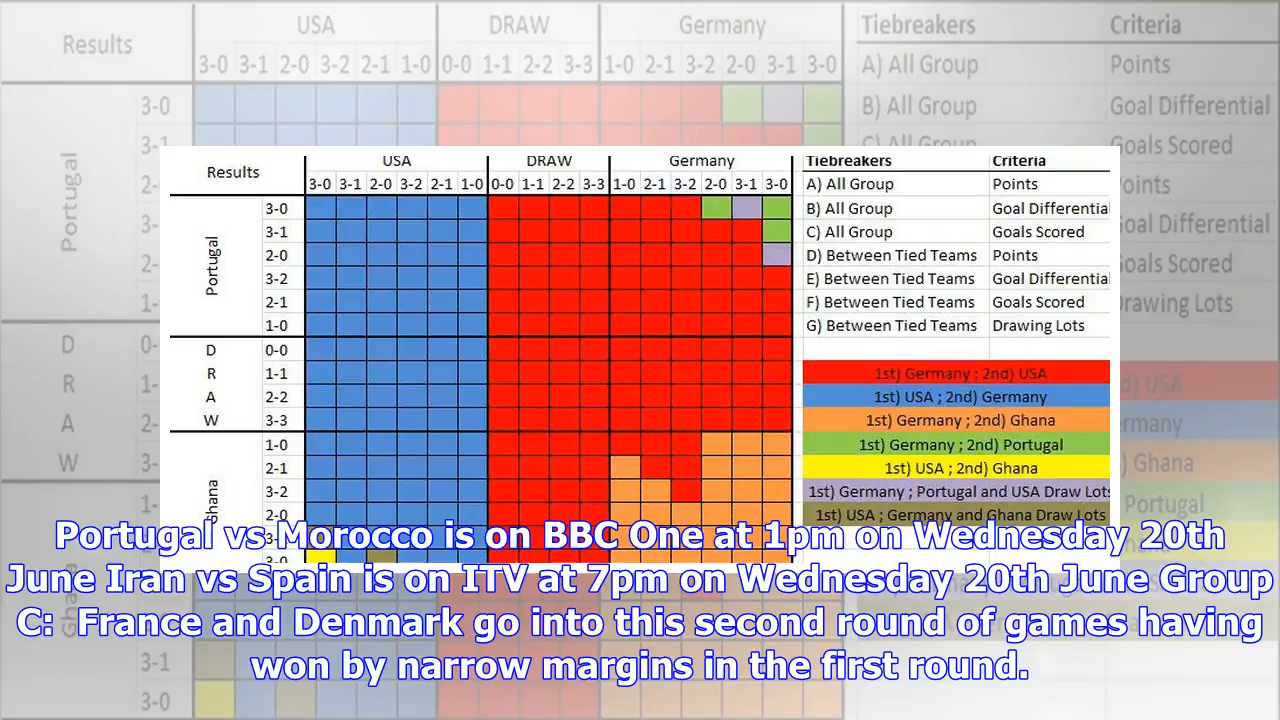 Results USA DRAW Germany Tiebreakers Criteria
3-0 3-1 2-0 3-2 2-1 1-0 0-0 1-1 2-2 3-3 1-0 2-1 3-2 2-0 3-1 3-0 A) All Group Points
3-0 B) All Group Goal Differential
3-1 C) All Group Goals Scored
Portugal
2-0 D) Between Tied Teams Points
3-2 E) Between Tied Teams Goal Differential
2-1 F) Between Tied Teams Goals Scored
1-0 G) Between Tied Teams Drawing Lots
D 0-0
R 1-1 1st) Germany ; 2nd) USA
A 2-2 1st) USA ; 2nd) Germany
W 3-3 1st) Germany ; 2nd) Ghana
1-0 1st) Germany ; 2nd) Portugal
2-1 1st) USA ; 2nd) Ghana
Ghana
3-2 1st) Germany ; Portugal and USA Draw Lots
2-0 1st) USA ; Germany and Ghana Draw Lots
Portugal vs Morocco is on BBC One at 1pm on Wednesday 20th
June Iran vs Spain is on ITV at 7pm on Wednesday 20th June Group
C: France and Denmark go into this second round of games having
won by narrow margins in the first round.